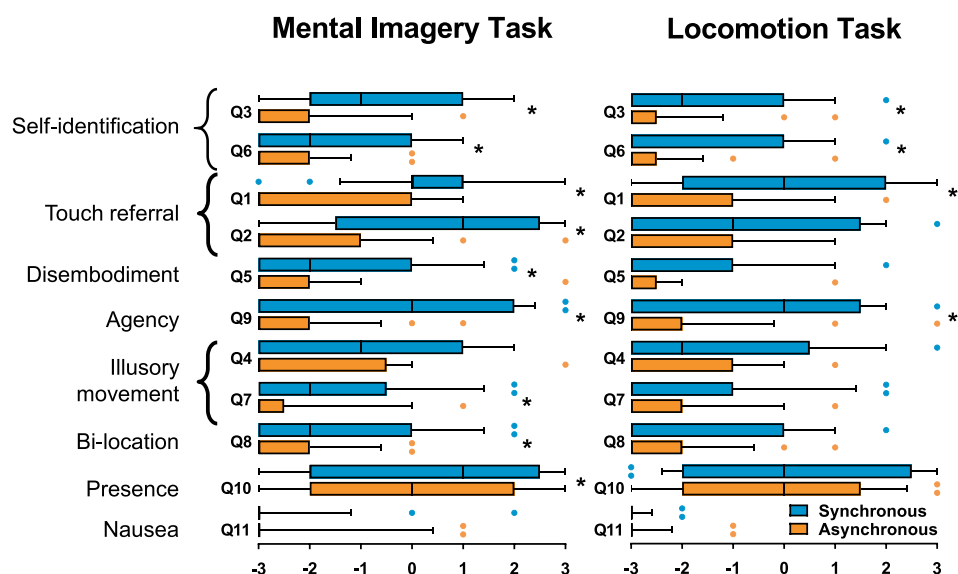 Mental Imagery Task
Locomotion Task
Self-identification
Q3
*
Q3
*
Q6
*
Q6
*
Touch referral
Q1
*
Q1
*
Q2
*
Q2
Disembodiment
Q5
*
Q5
Agency
Q9
*
Q9
*
Illusory
movement
Q4
Q4
Q7
*
Q7
Bi-location
Q8
*
Q8
Presence
Q10
*
Q10
Nausea
Q11
Q11
Synchronous
Asynchronous
-3 -2 -1 0 1 2 3
-3 -2 -1 0 1 2 3